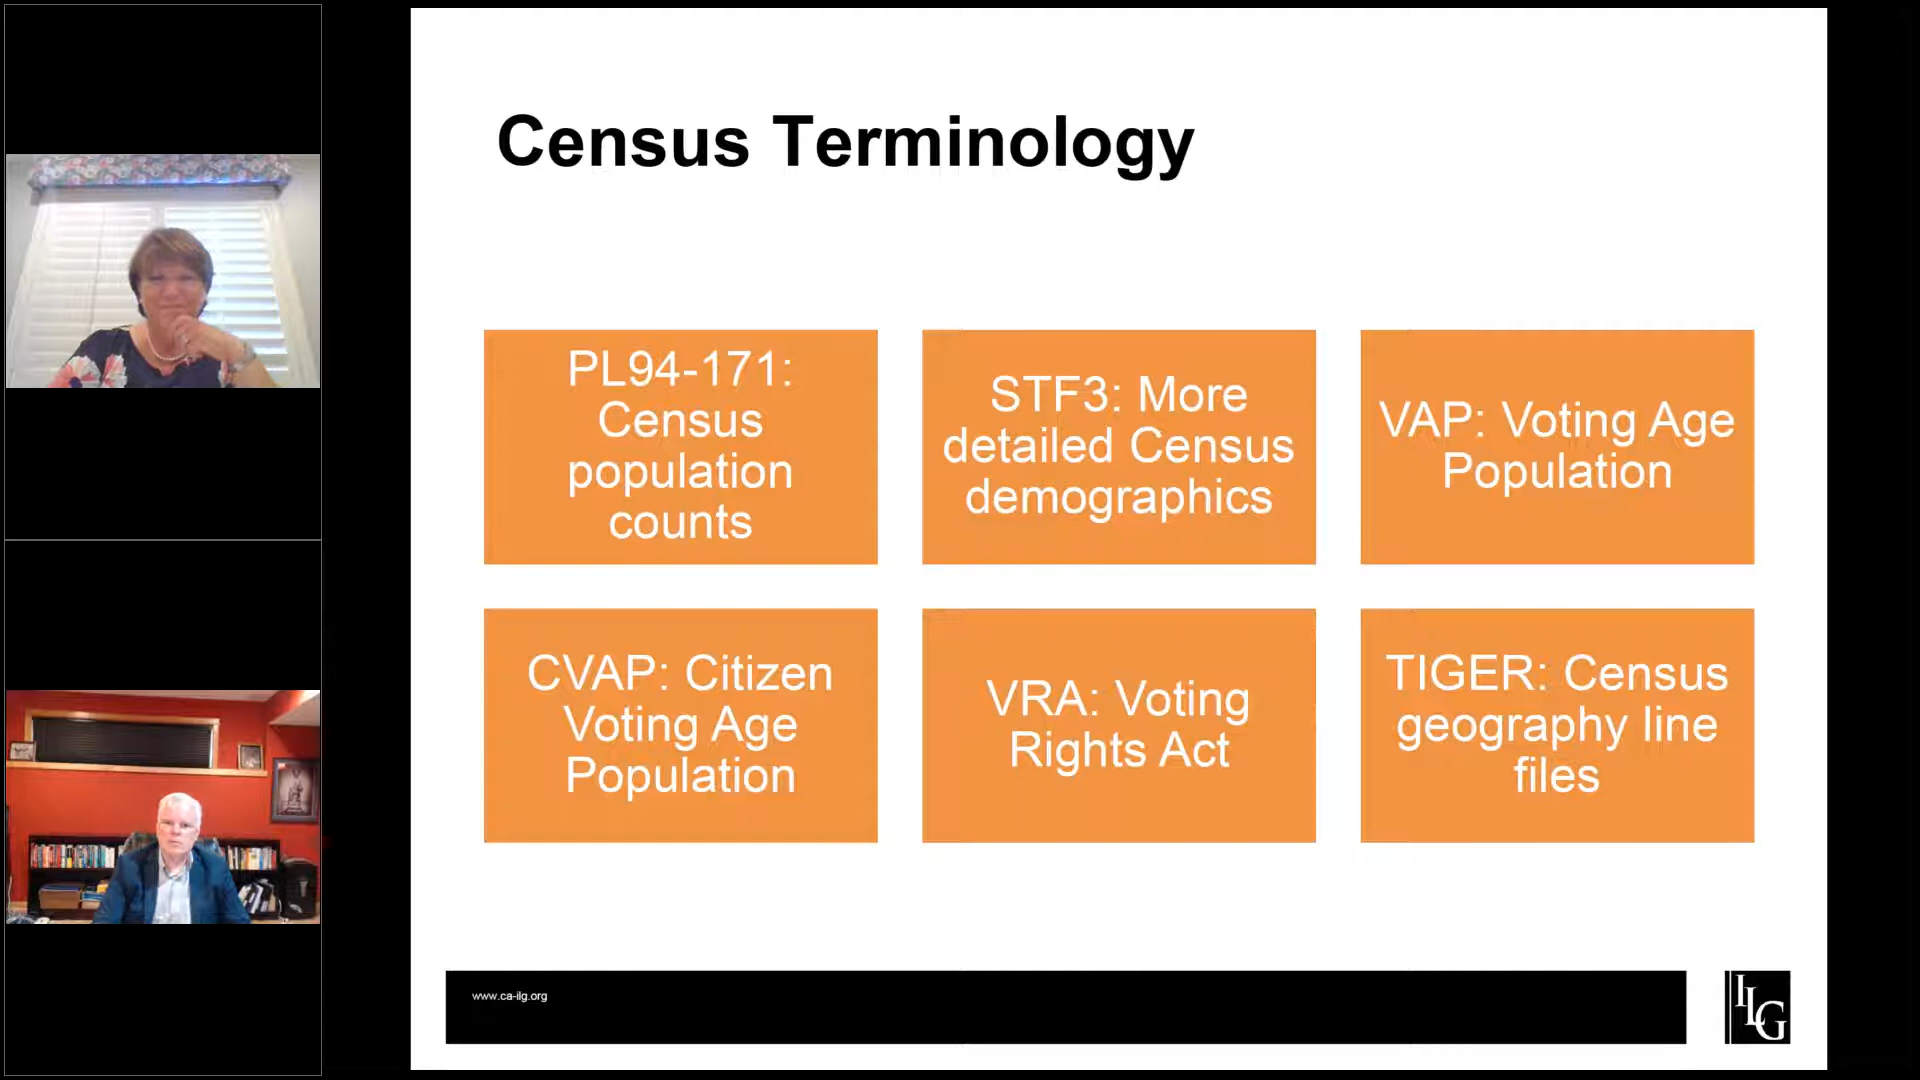 Census Terminology
PL94-171:
Census
population
counts
STF3: More
detailed Census
demographics
VAP: Voting Age
Population
CVAP: Citizen
Voting Age
Population
VRA: Voting
Rights Act
TIGER: Census
geography line
files
www.ca-ilg.org
ILG